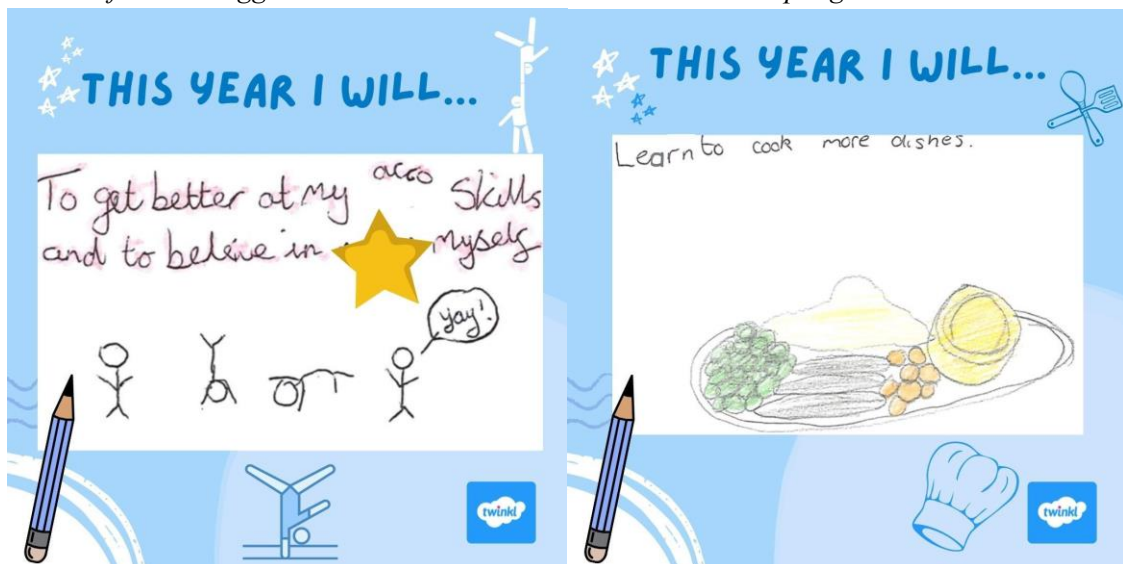 THIS YEAR I WILL...
To get better at my acro skills
and to beleive in myself
yay!
twinkl
THIS YEAR I WILL...
Learn to cook more dishes.
twinkl